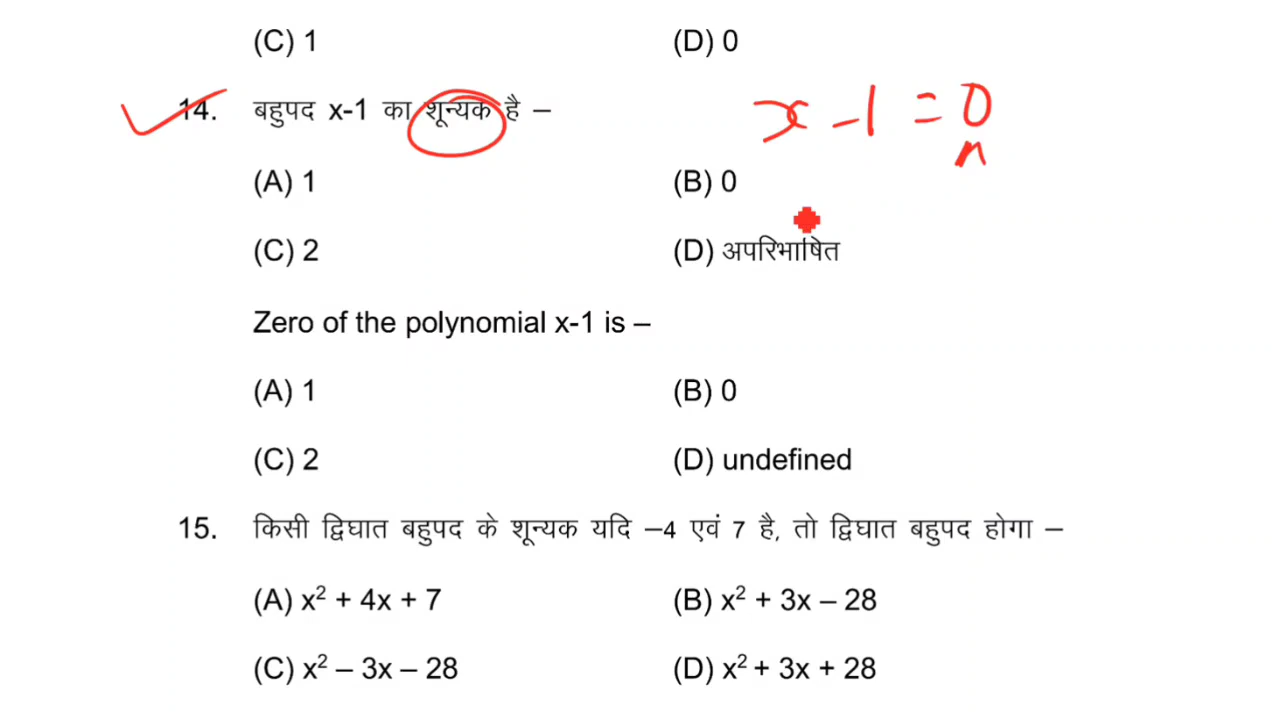 (C) 1 (D) 0
14. बहुपद x-1 का शून्यक है – x - 1 = 0
(A) 1 (B) 0
(C) 2 (D) अपरिभाषित
Zero of the polynomial x-1 is –
(A) 1 (B) 0
(C) 2 (D) undefined
15. किसी द्विघात बहुपद के शून्यक यदि –4 एवं 7 है, तो द्विघात बहुपद होगा –
(A) x² + 4x + 7 (B) x² + 3x – 28
(C) x² – 3x – 28 (D) x² + 3x + 28